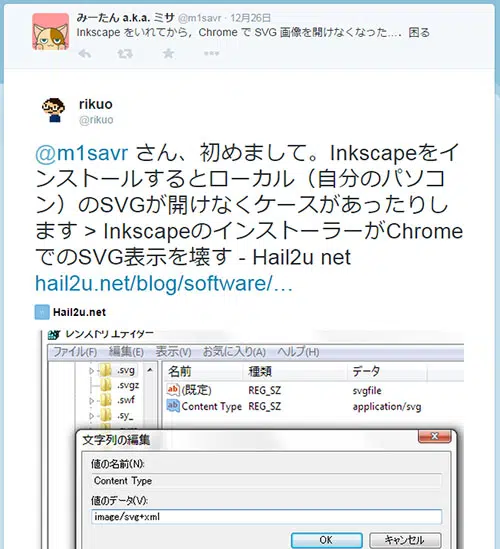 みーたん a.k.a. ミサ @m1savr · 12月26日
Inkscape をいれてから，Chrome で SVG 画像を開けなくなった…．困る
rikuo
@rikuo
@m1savr さん、初めまして。Inkscapeをイ
ンストールするとローカル（自分のパソコ
ン）のSVGが開けなくケースがあったりし
ます > InkscapeのインストーラーがChrome
でのSVG表示を壊す - Hail2u net
hail2u.net/blog/software/…
Hail2u.net
レジストリ エディター
ファイル(F) 編集(E) 表示(V) お気に入り(A) ヘルプ(H)
.svg
.svgz
.swf
.sy_
名前 種類 データ
(既定) REG_SZ svgfile
Content Type REG_SZ application/svg
文字列の編集
値の名前(N):
Content Type
値のデータ(V):
image/svg+xml
OK キャンセル